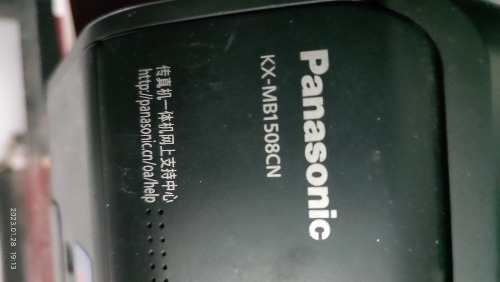 Panasonic
KX-MB1508CN
传真机一体机网上支持中心
http://panasonic.cn/oa/help
2023.01.28 19:13